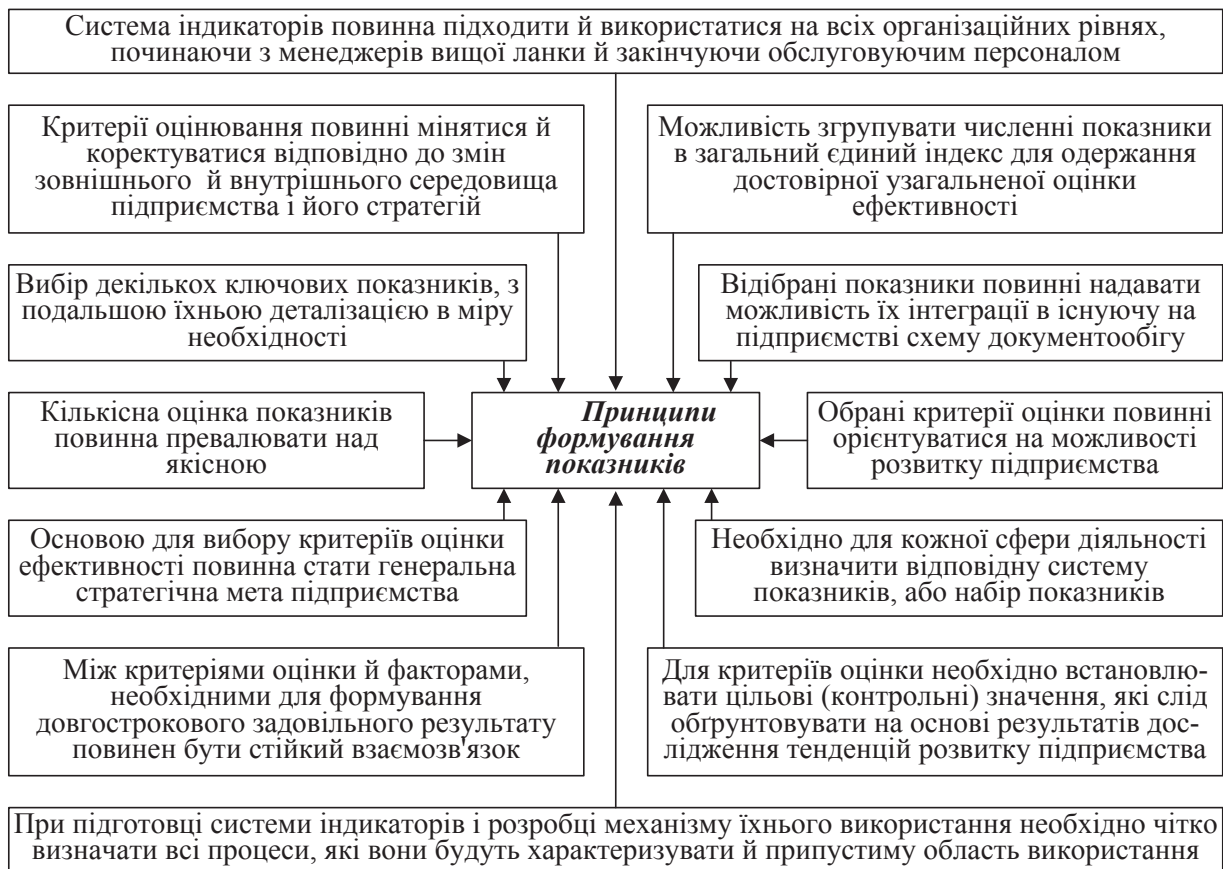 Система індикаторів повинна підходити й використатися на всіх організаційних рівнях,
починаючи з менеджерів вищої ланки й закінчуючи обслуговуючим персоналом
Критерії оцінювання повинні мінятися й
коректуватися відповідно до змін
зовнішнього й внутрішнього середовища
підприємства і його стратегій
Можливість згрупувати численні показники
в загальний єдиний індекс для одержання
достовірної узагальненої оцінки
ефективності
Вибір декількох ключових показників, з
подальшою їхньою деталізацією в міру
необхідності
Відібрані показники повинні надавати
можливість їх інтеграції в існуючу на
підприємстві схему документообігу
Кількісна оцінка показників
повинна превалювати над
якісною
Принципи
формування
показників
Обрані критерії оцінки повинні
орієнтуватися на можливості
розвитку підприємства
Основою для вибору критеріїв оцінки
ефективності повинна стати генеральна
стратегічна мета підприємства
Необхідно для кожної сфери діяльності
визначити відповідну систему
показників, або набір показників
Між критеріями оцінки й факторами,
необхідними для формування
довгострокового задовільного результату
повинен бути стійкий взаємозв'язок
Для критеріїв оцінки необхідно встановлю-
вати цільові (контрольні) значення, які слід
обґрунтовувати на основі результатів дос-
лідження тенденцій розвитку підприємства
При підготовці системи індикаторів і розробці механізму їхнього використання необхідно чітко
визначати всі процеси, які вони будуть характеризувати й припустиму область використання